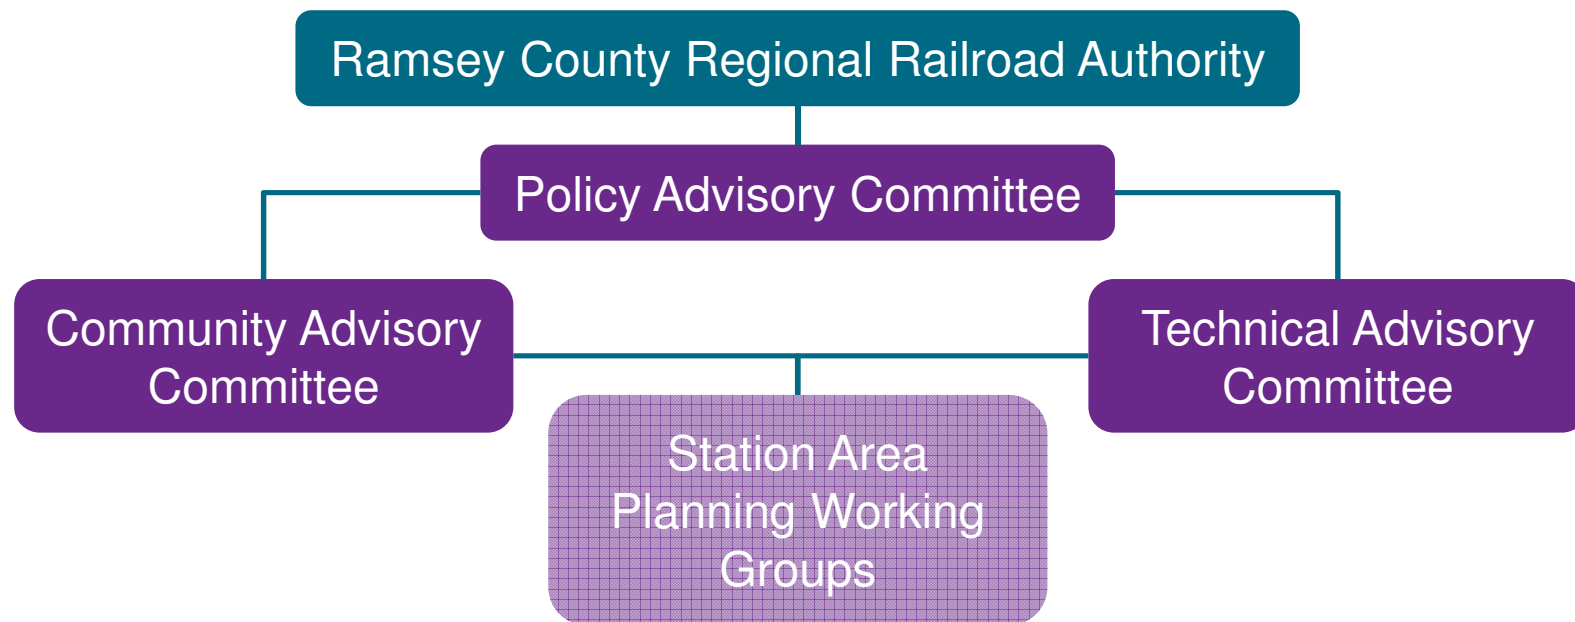 Ramsey County Regional Railroad Authority
Policy Advisory Committee
Community Advisory
Committee
Technical Advisory
Committee
Station Area
Planning Working
Groups